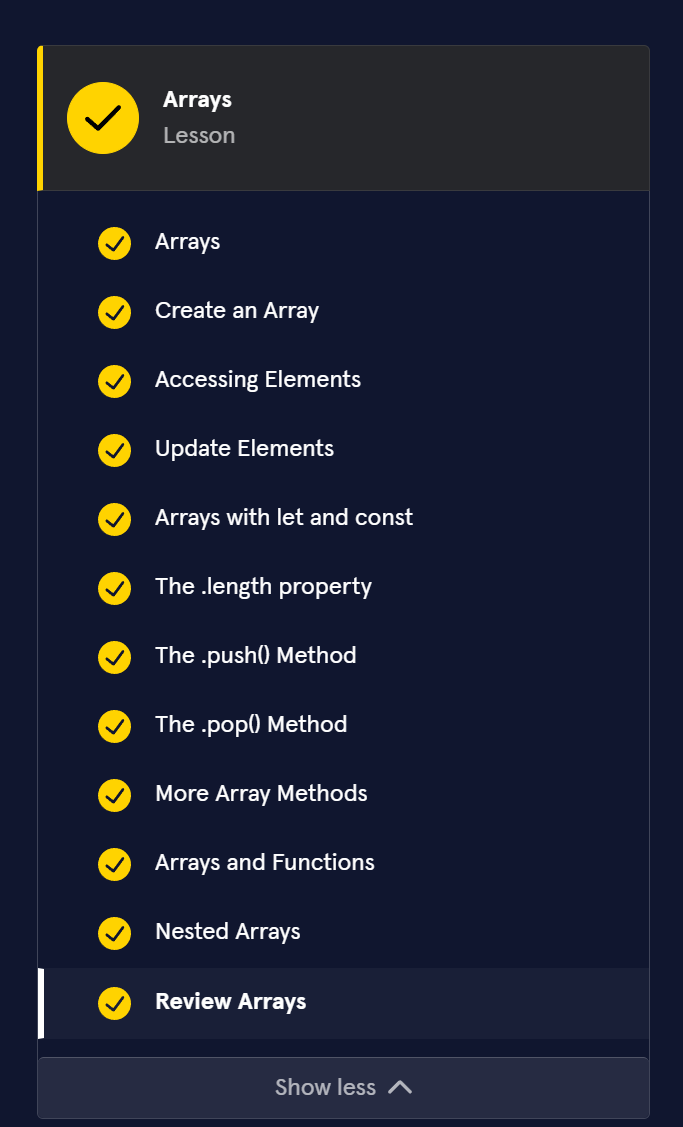 Arrays
Lesson
Arrays
Create an Array
Accessing Elements
Update Elements
Arrays with let and const
The .length property
The .push() Method
The .pop() Method
More Array Methods
Arrays and Functions
Nested Arrays
Review Arrays
Show less